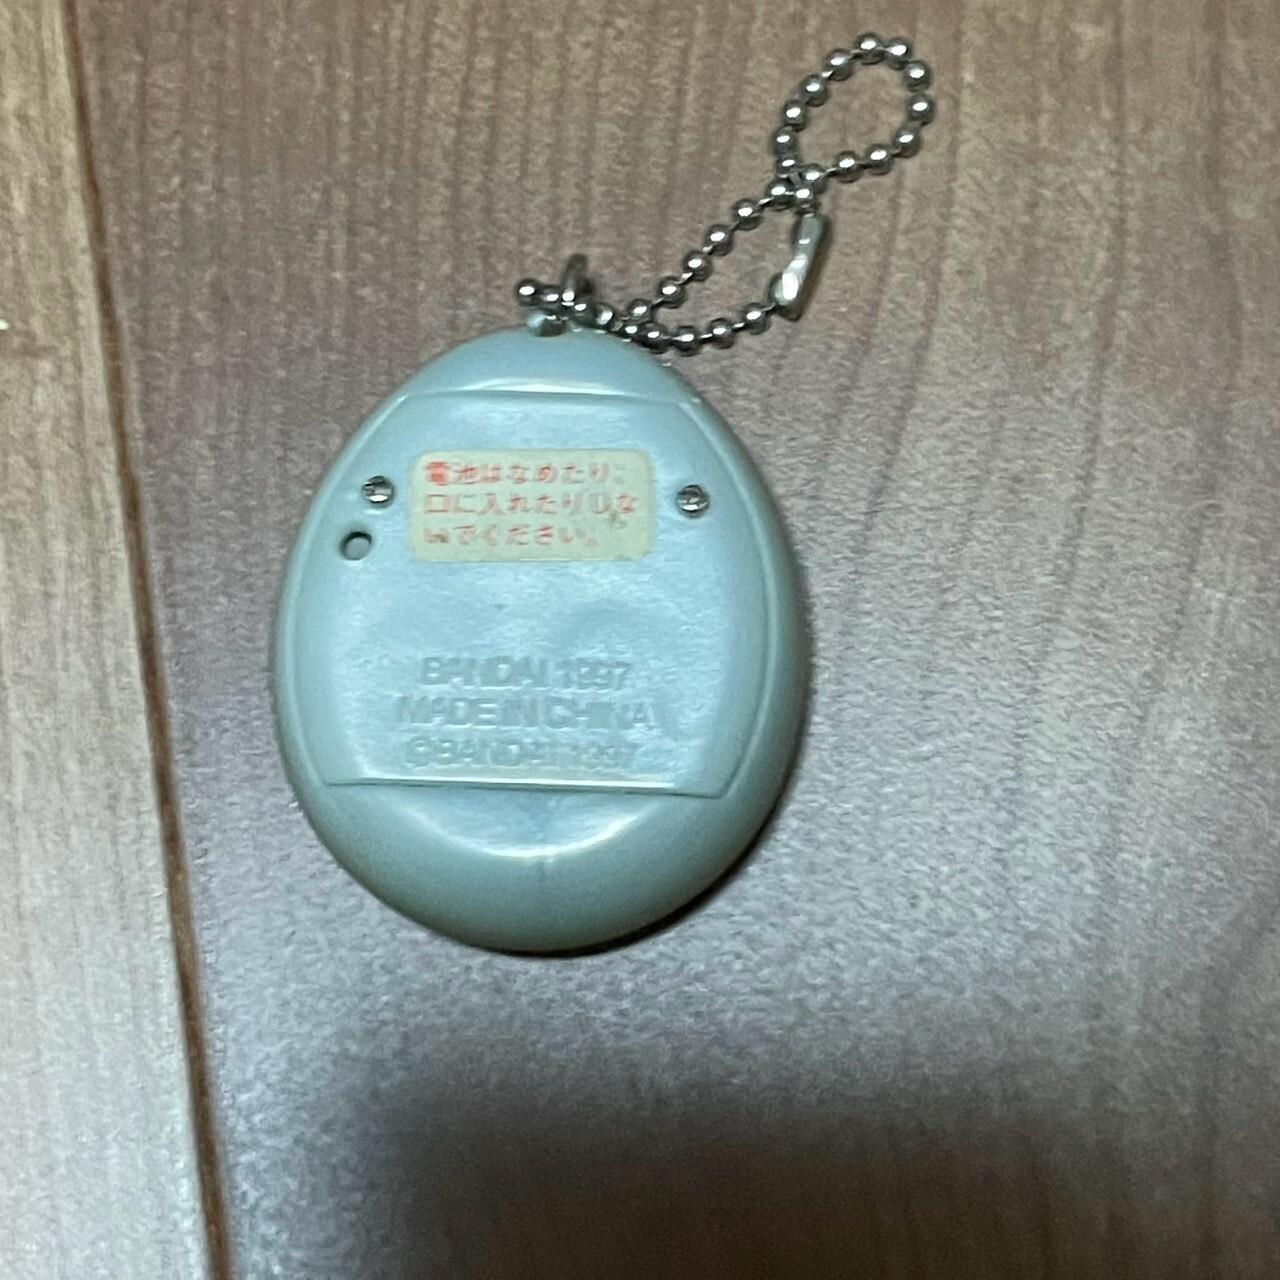 電池はなめたり、
口に入れたりしな
いでください。
BANDAI 1997
MADE IN CHINA
©BANDAI 1997